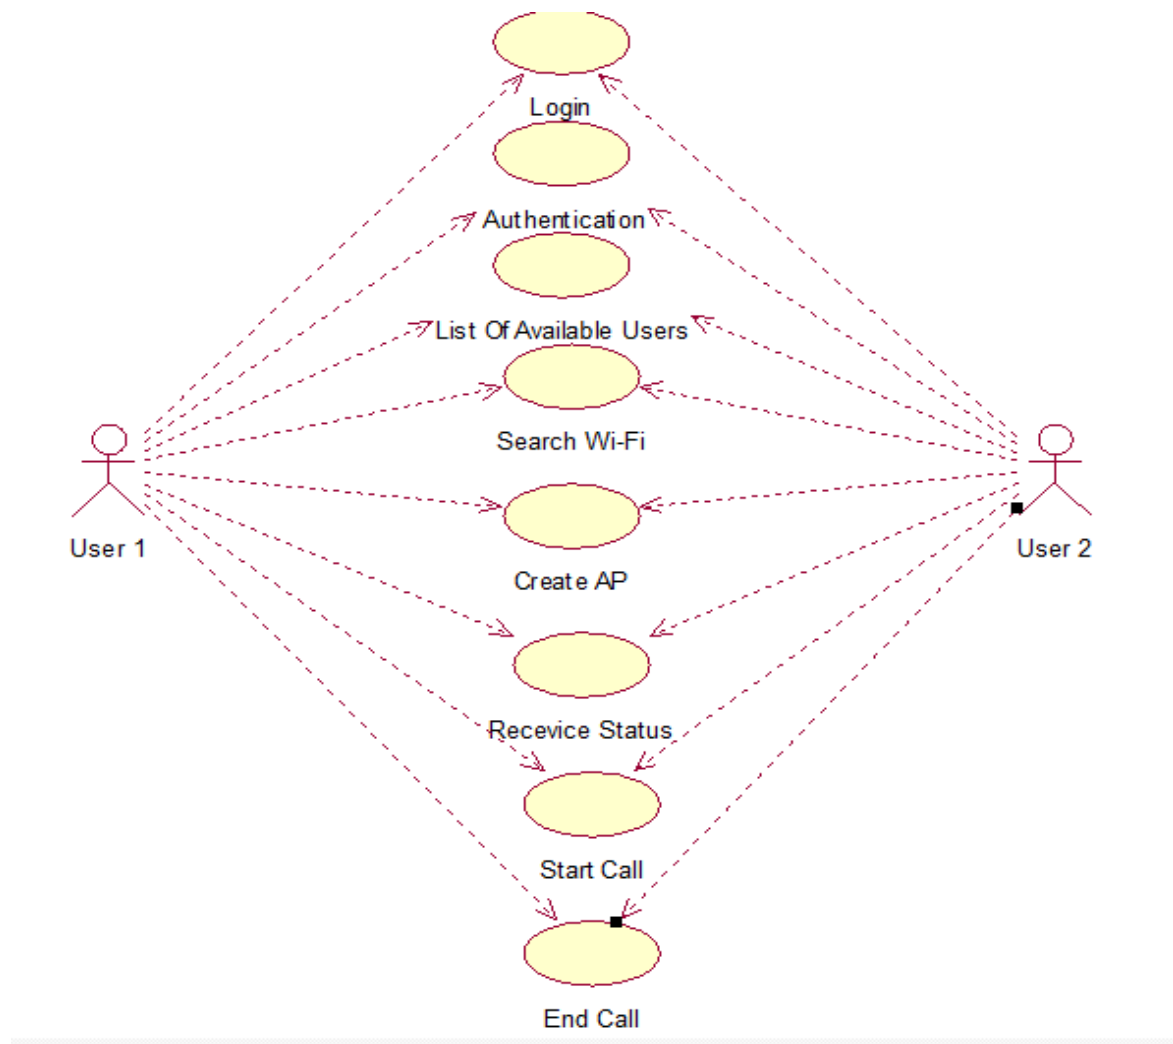 Login
Authentication
List Of Available Users
Search Wi-Fi
User 1
User 2
Create AP
Recevice Status
Start Call
End Call